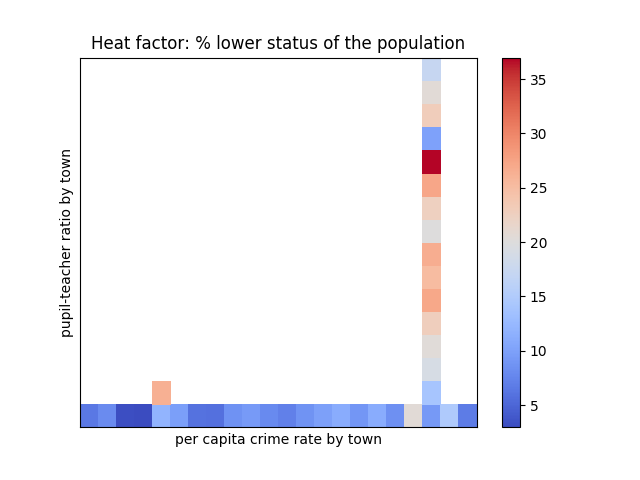 Heat factor: % lower status of the population
pupil-teacher ratio by town
per capita crime rate by town
35
30
25
20
15
10
5